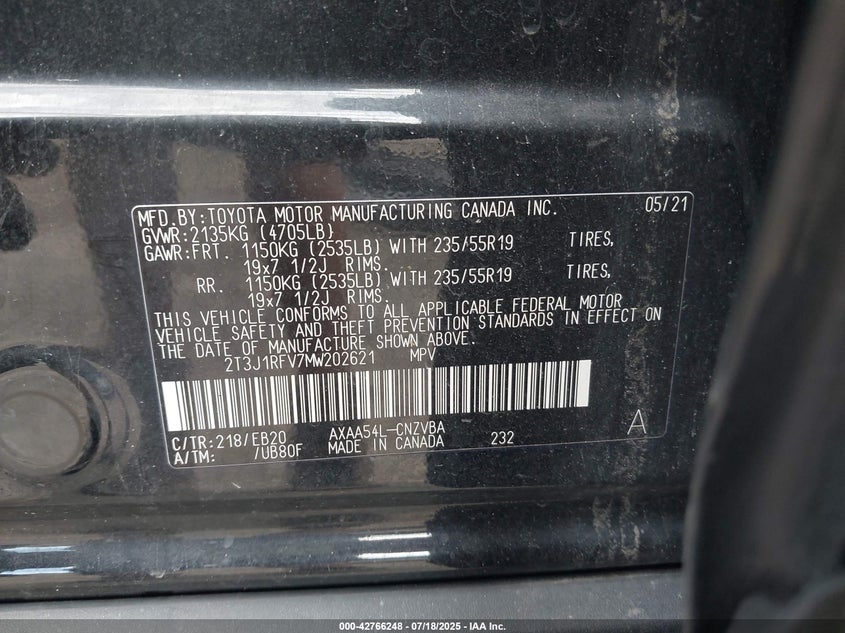 MFD.BY:TOYOTA MOTOR MANUFACTURING CANADA INC. 05/21
GVWR:2135KG (4705LB)
GAWR:FRT. 1150KG (2535LB) WITH 235/55R19 TIRES,
19x7 1/2J RIMS.
RR. 1150KG (2535LB) WITH 235/55R19 TIRES,
19x7 1/2J RIMS.
THIS VEHICLE CONFORMS TO ALL APPLICABLE FEDERAL MOTOR
VEHICLE SAFETY AND THEFT PREVENTION STANDARDS IN EFFECT ON
THE DATE OF MANUFACTURE SHOWN ABOVE.
2T3J1RFV7MW202621 MPV
C/TR:218/EB20 AXAA54L-CNZVBA
A/TM: /UB80F MADE IN CANADA 232 A
000-42766248 - 07/18/2025 - IAA Inc.